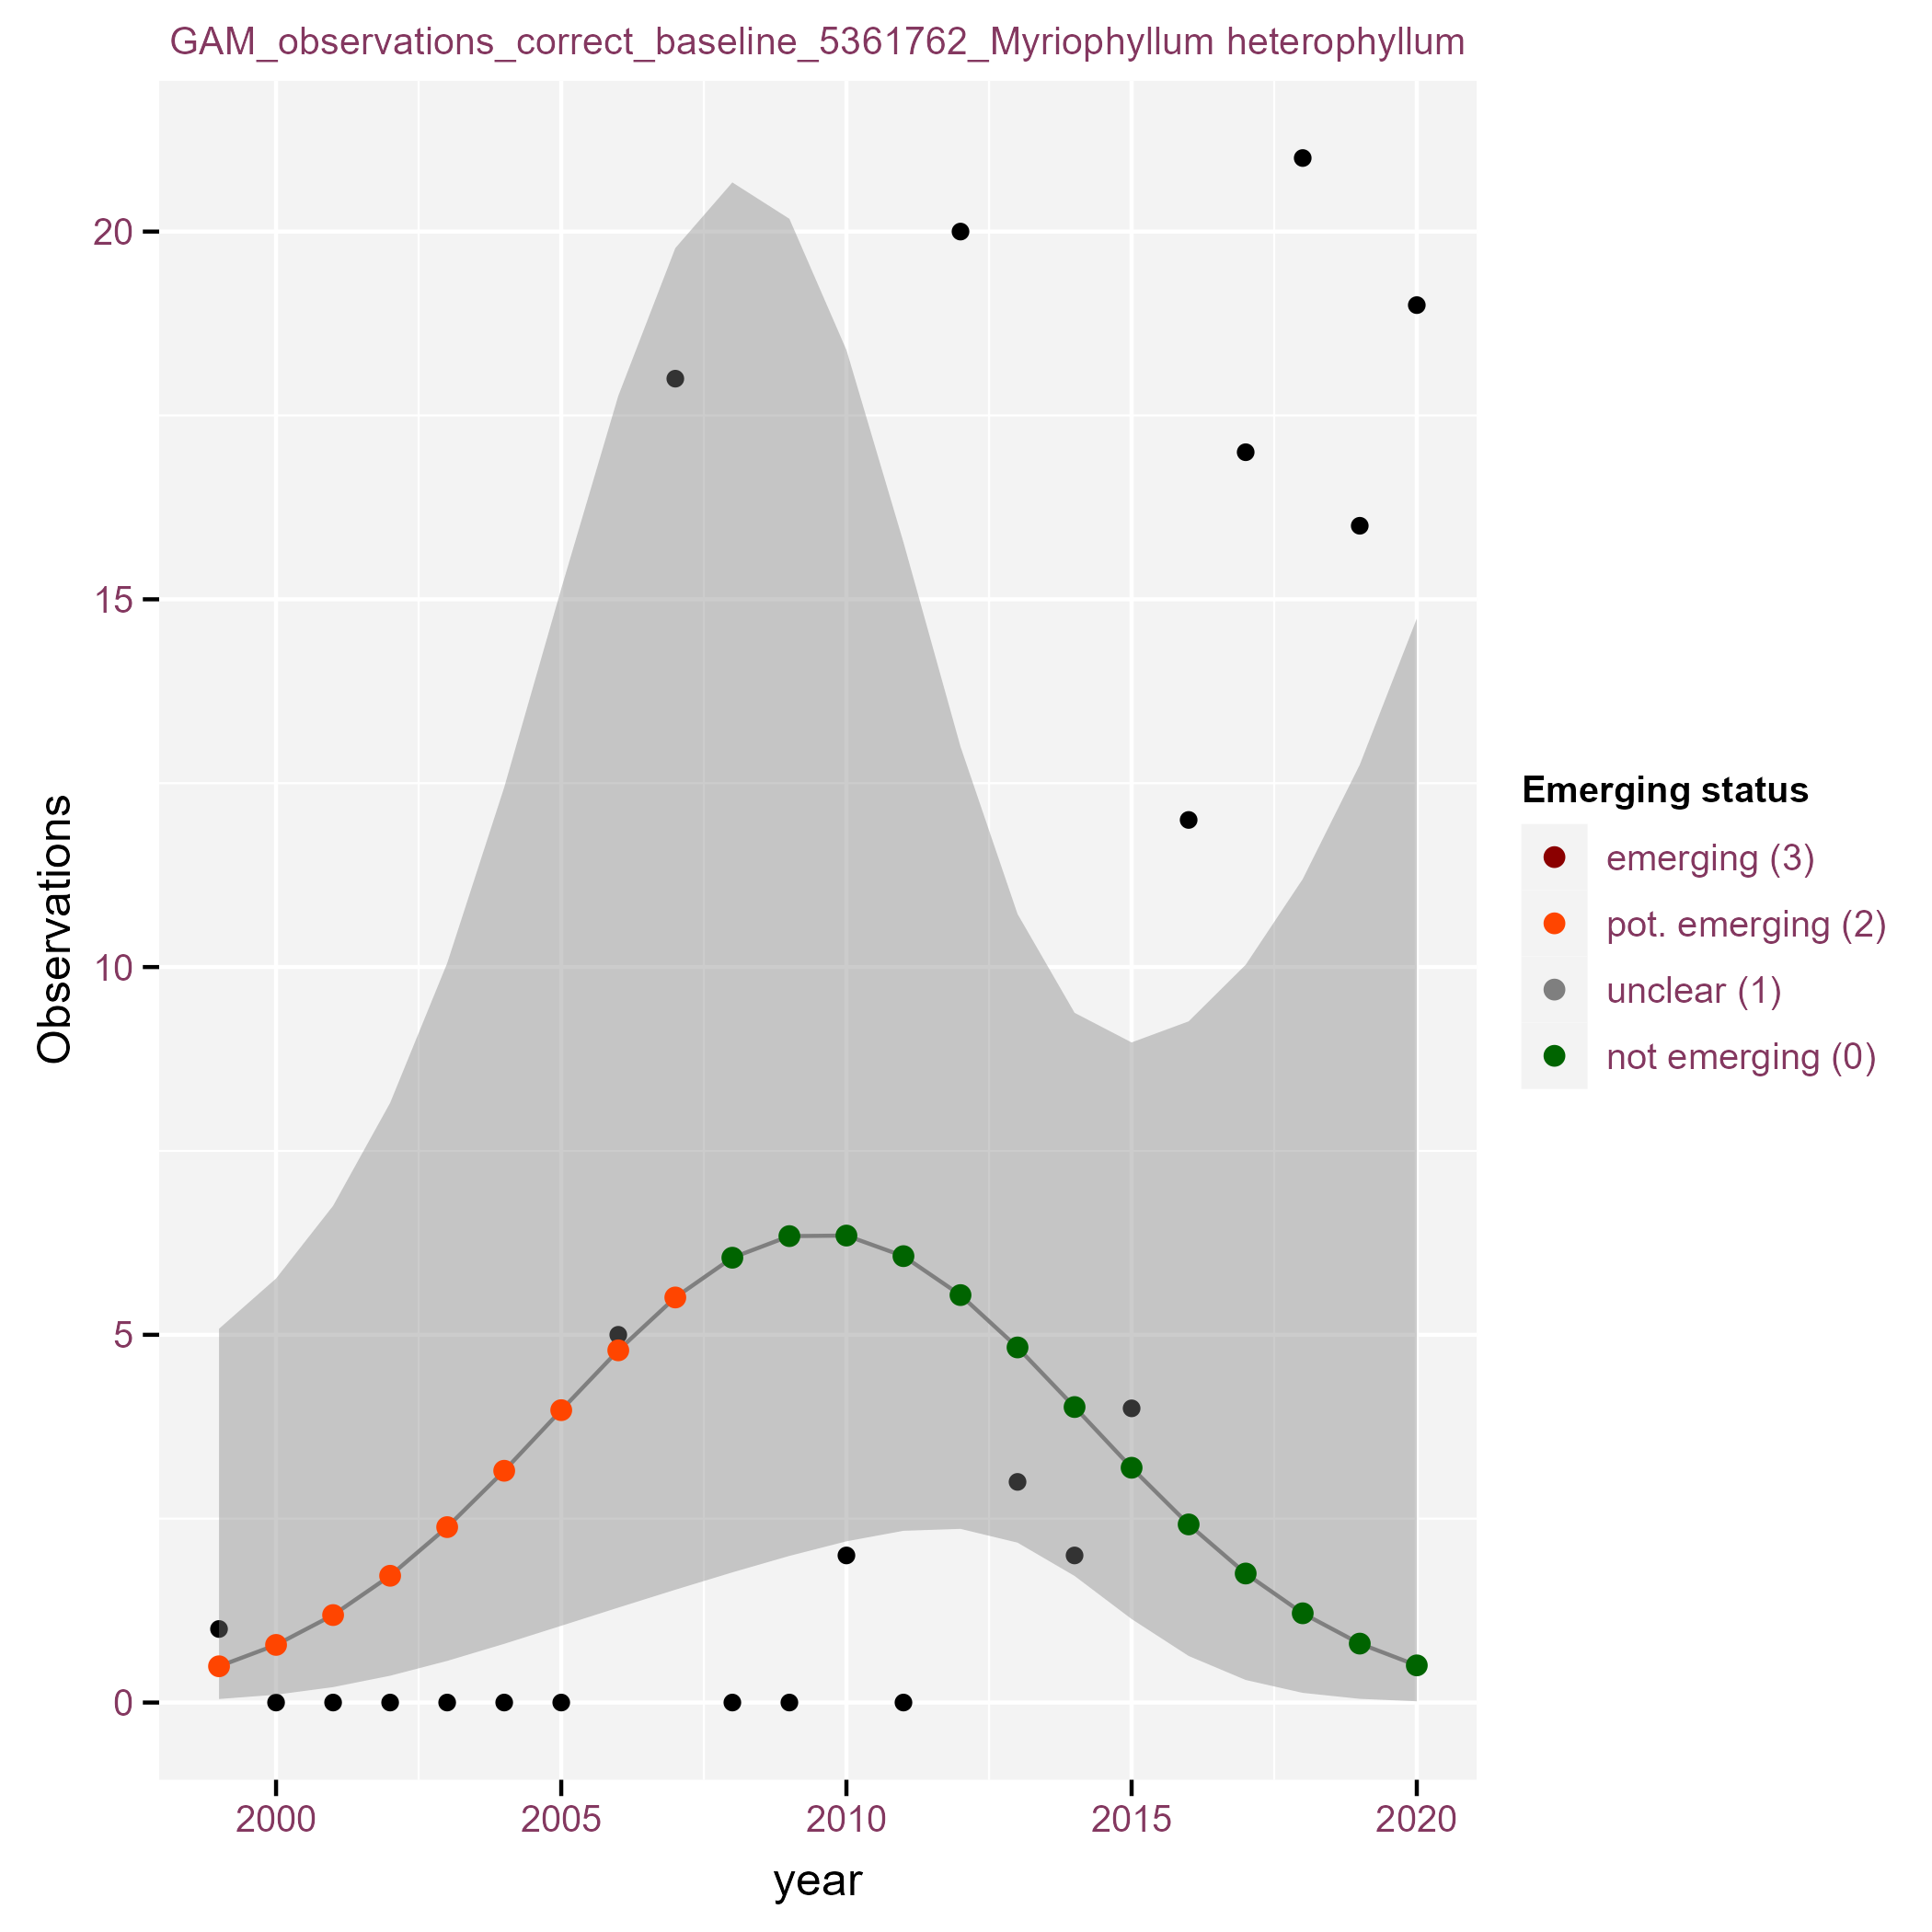 GAM_observations_correct_baseline_5361762_Myriophyllum heterophyllum
20
15
10
5
0
Observations
2000 2005 2010 2015 2020
year
Emerging status
emerging (3)
pot. emerging (2)
unclear (1)
not emerging (0)